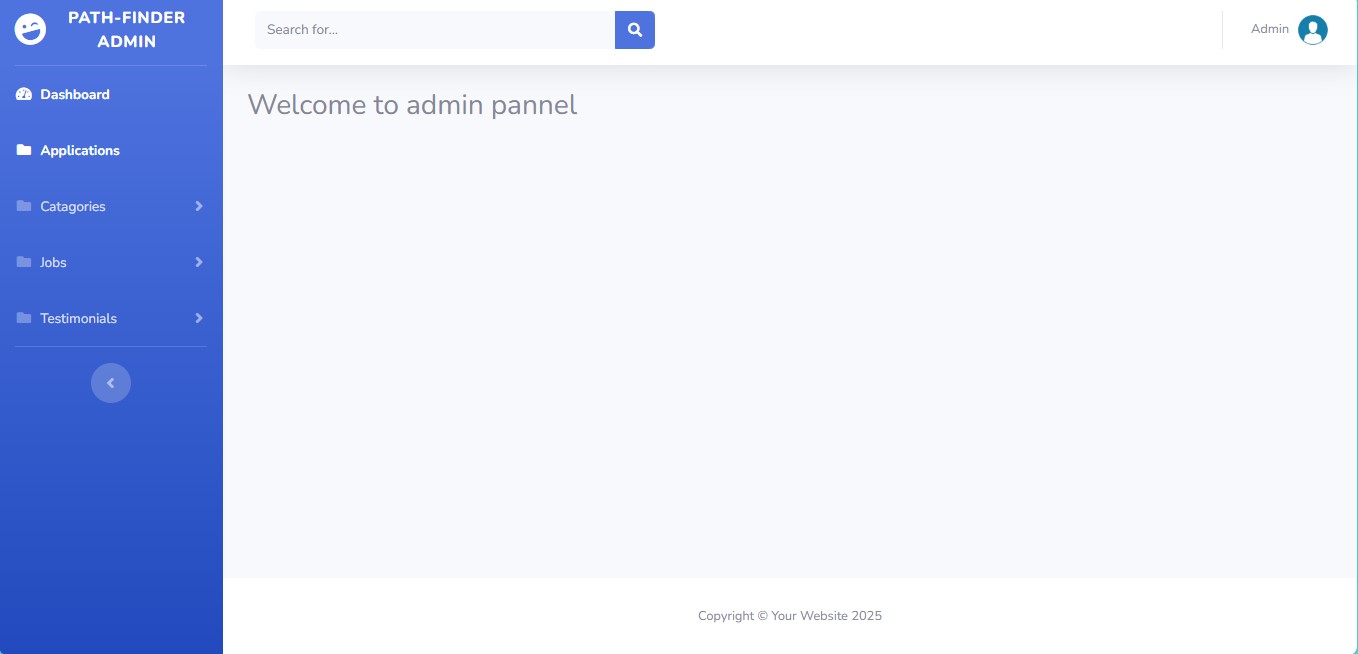 PATH-FINDER
ADMIN
Search for...
Admin
Dashboard
Applications
Catagories
Jobs
Testimonials
Welcome to admin pannel
Copyright © Your Website 2025